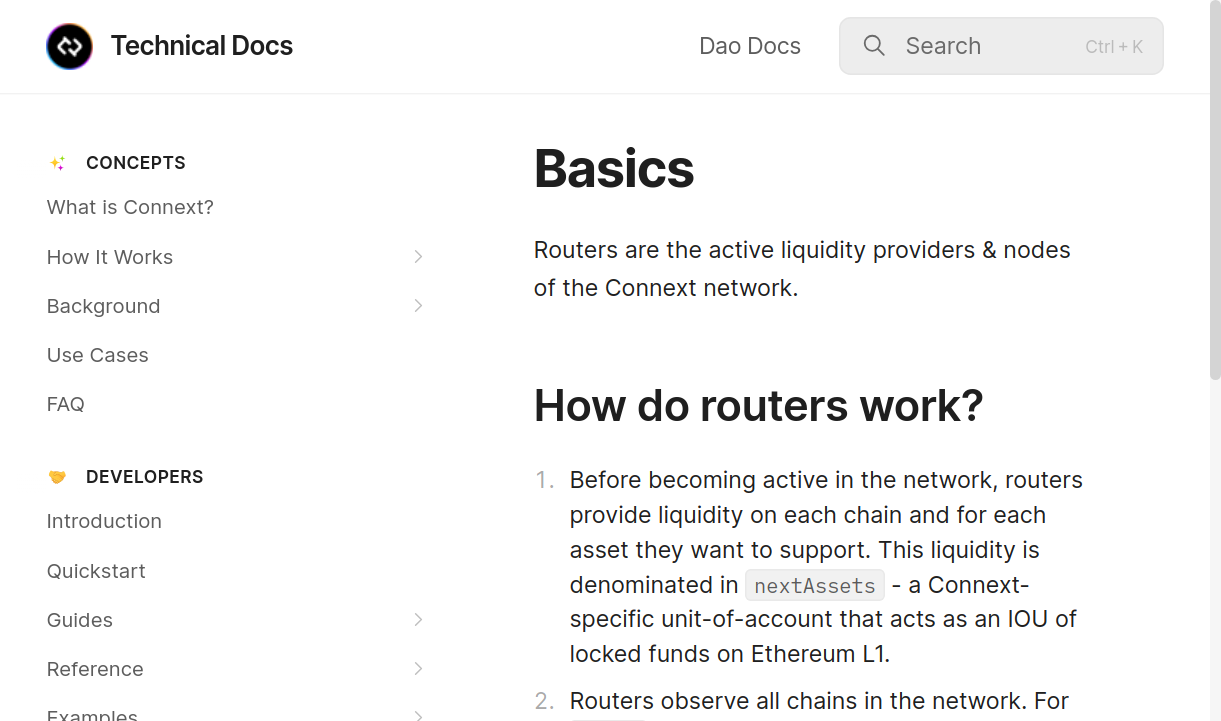 Technical Docs
Dao Docs
Search
Ctrl + K
CONCEPTS
What is Connext?
How It Works
Background
Use Cases
FAQ
DEVELOPERS
Introduction
Quickstart
Guides
Reference
Examples
Basics
Routers are the active liquidity providers & nodes
of the Connext network.
How do routers work?
1. Before becoming active in the network, routers
provide liquidity on each chain and for each
asset they want to support. This liquidity is
denominated in nextAssets - a Connext-
specific unit-of-account that acts as an IOU of
locked funds on Ethereum L1.
2. Routers observe all chains in the network. For